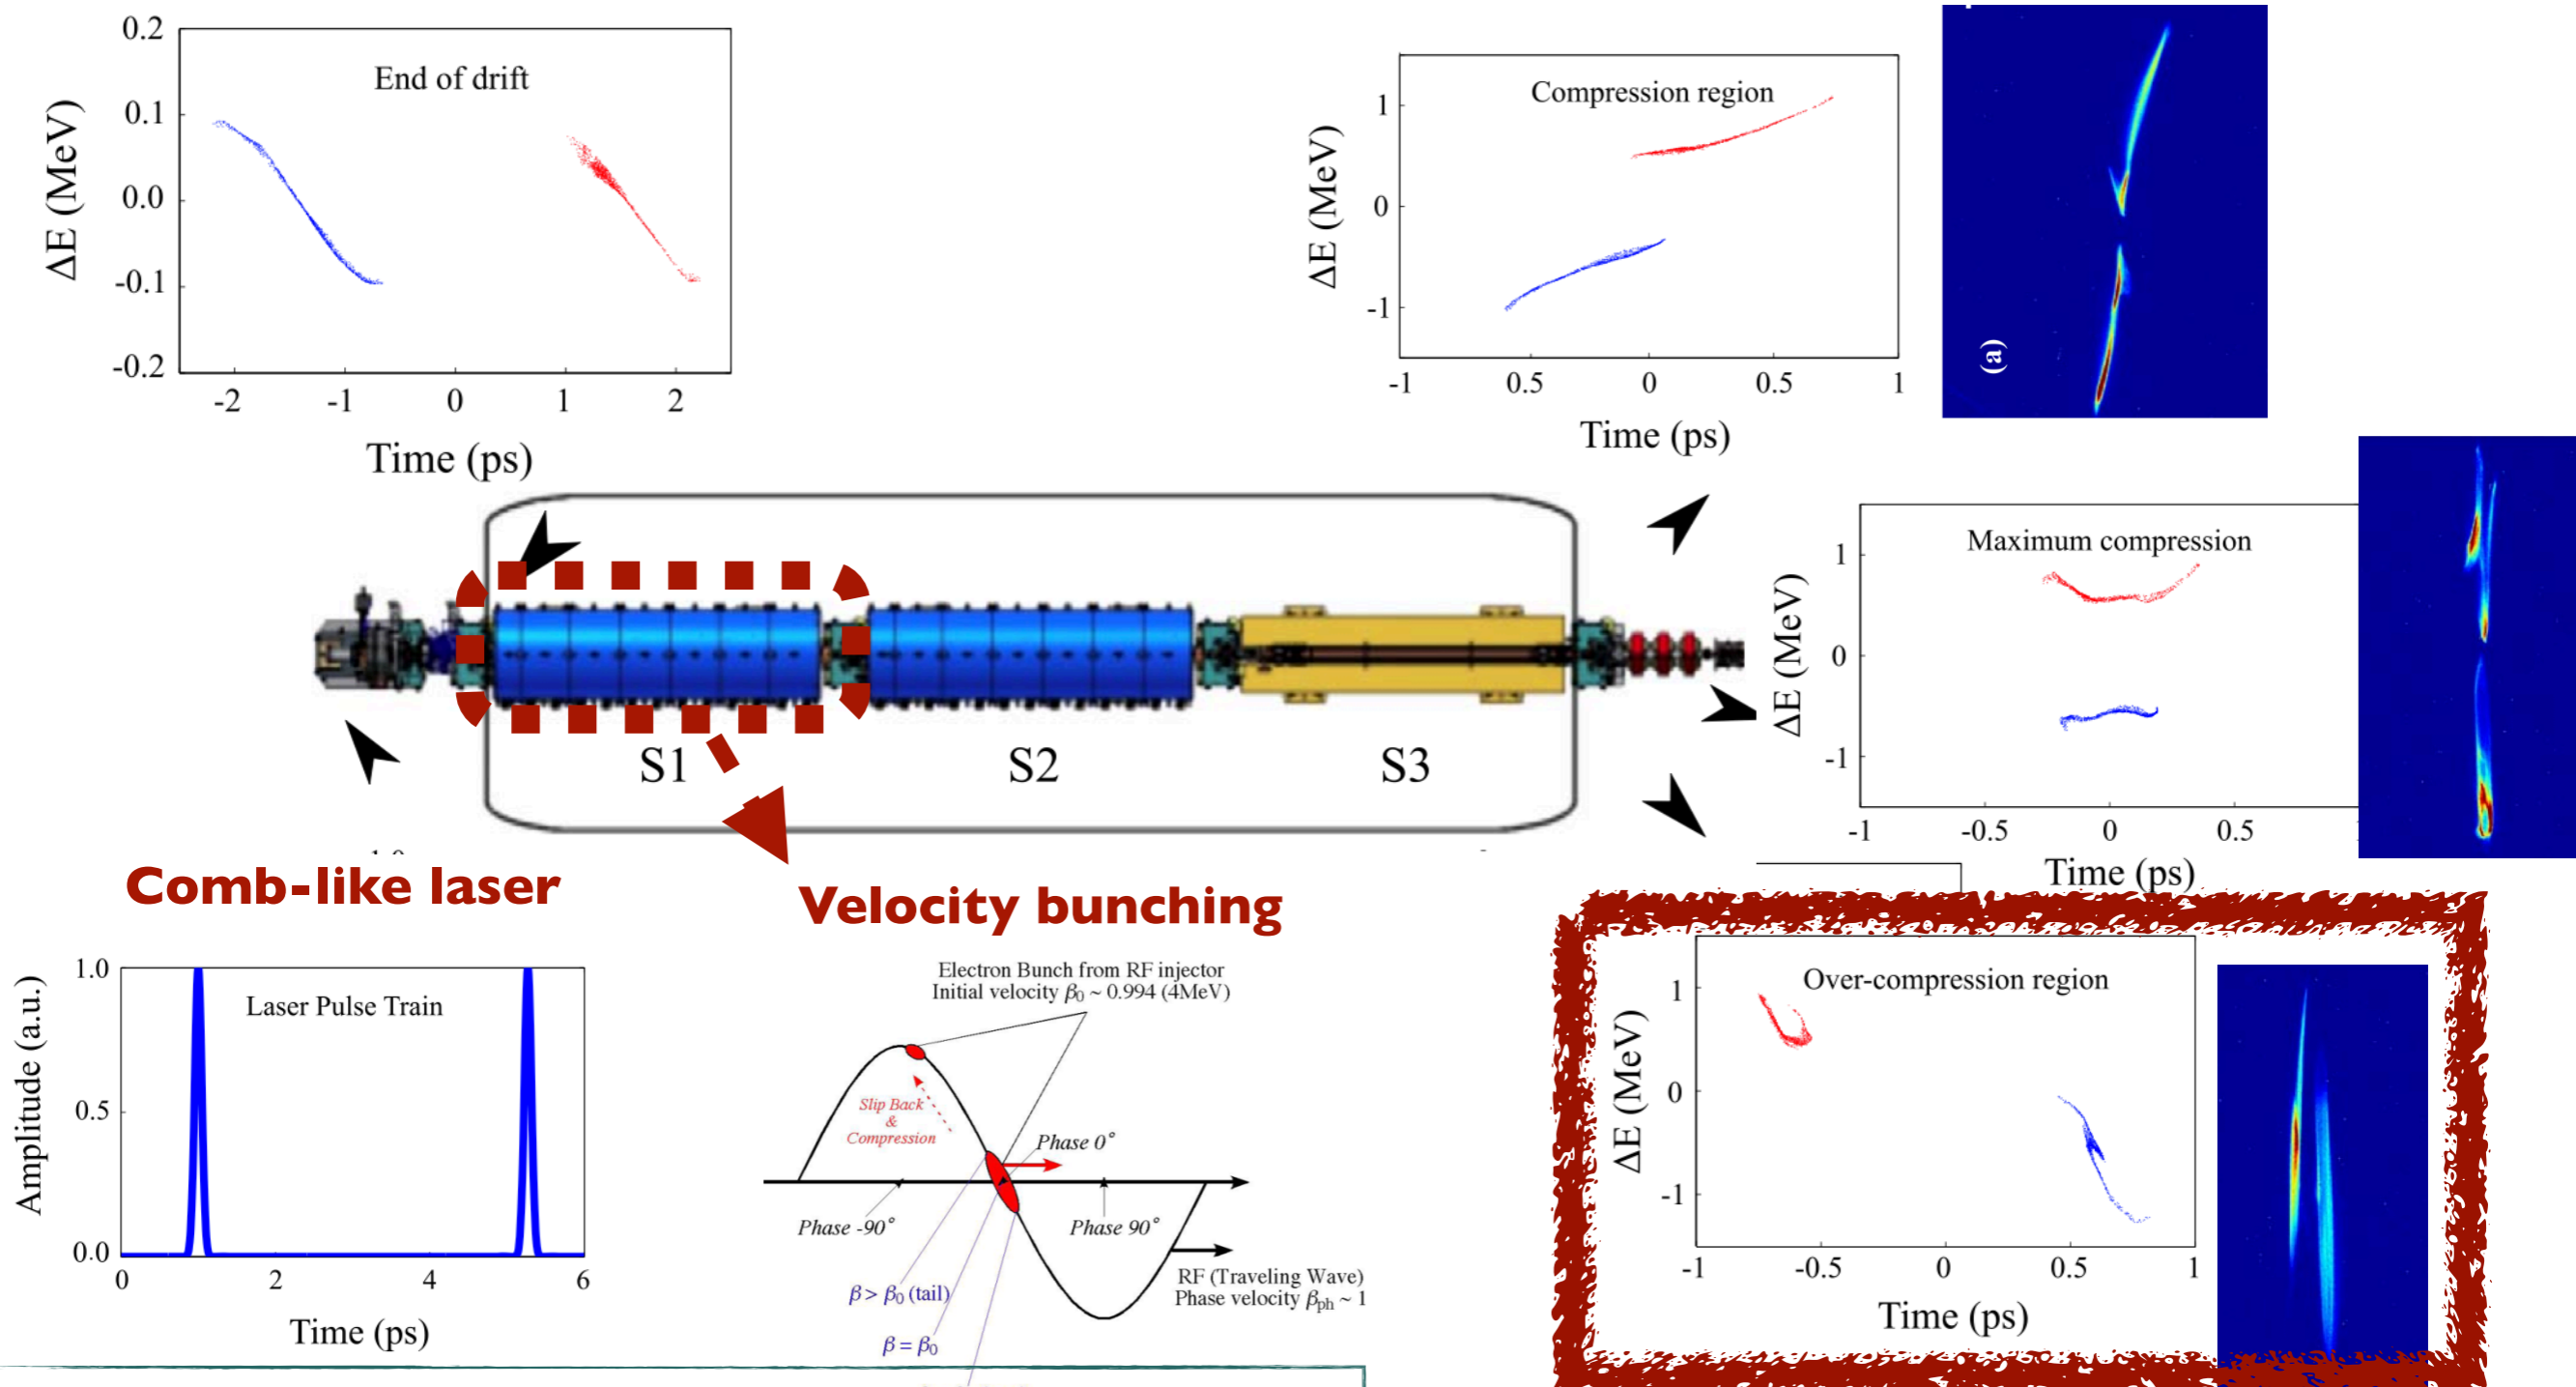 0.2
End of drift
0.1
0.0
-0.1
-0.2
ΔE (MeV)
-2 -1 0 1 2
Time (ps)
Compression region
1
0
-1
ΔE (MeV)
-1 0.5 0 0.5 1
Time (ps)
(a)
Maximum compression
1
0
-1
ΔE (MeV)
-1 -0.5 0 0.5
Time (ps)
S1 S2 S3
Comb-like laser
Velocity bunching
1.0
Laser Pulse Train
0.5
0.0
Amplitude (a.u.)
0 2 4 6
Time (ps)
Electron Bunch from RF injector
Initial velocity β₀ ~ 0.994 (4MeV)
Slip Back
&
Compression
Phase 0°
Phase -90°
Phase 90°
β > β₀ (tail)
β = β₀
RF (Traveling Wave)
Phase velocity βph ~ 1
Over-compression region
1
0
-1
ΔE (MeV)
-1 -0.5 0 0.5 1
Time (ps)